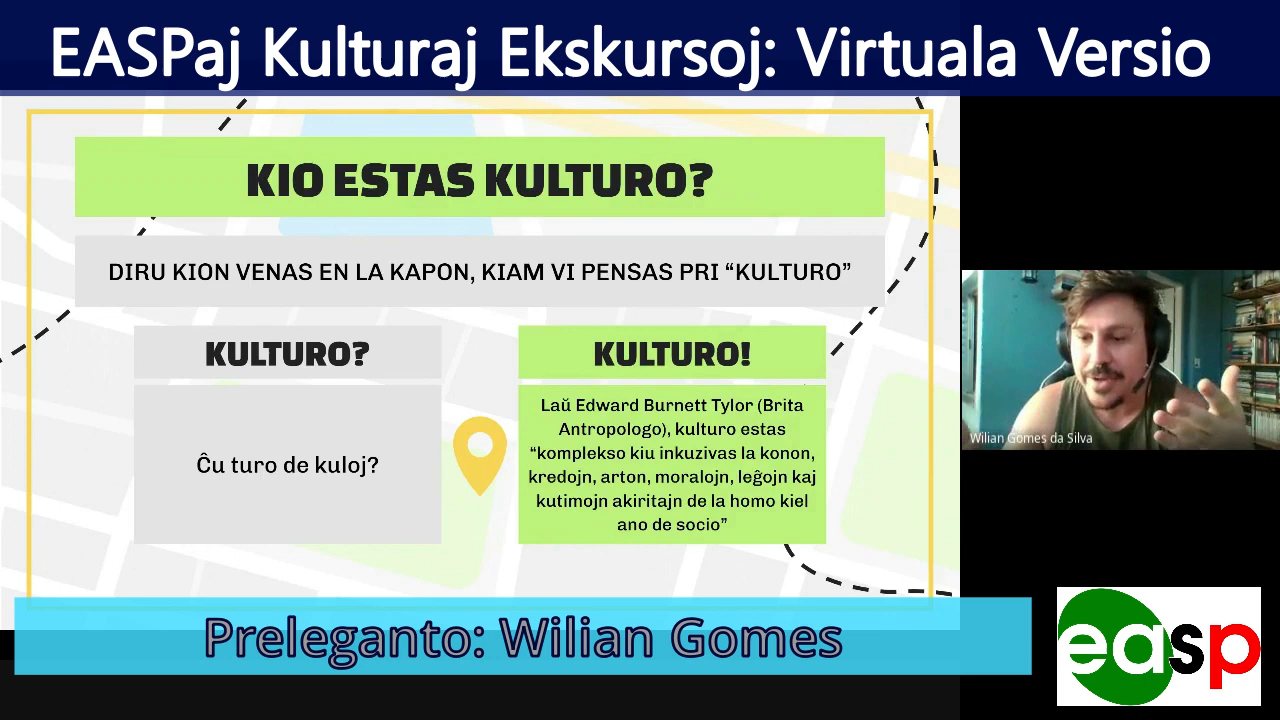 EASPaj Kulturaj Ekskursoj: Virtuala Versio
KIO ESTAS KULTURO?
DIRU KION VENAS EN LA KAPON, KIAM VI PENSAS PRI “KULTURO”
KULTURO?
Ĉu turo de kuloj?
KULTURO!
Laŭ Edward Burnett Tylor (Brita
Antropologo), kulturo estas
“komplekso kiu inkuzivas la konon,
kredojn, arton, moralojn, leĝojn kaj
kutimojn akiritajn de la homo kiel
ano de socio”
Wilian Gomes da Silva
Preleganto: Wilian Gomes
easp